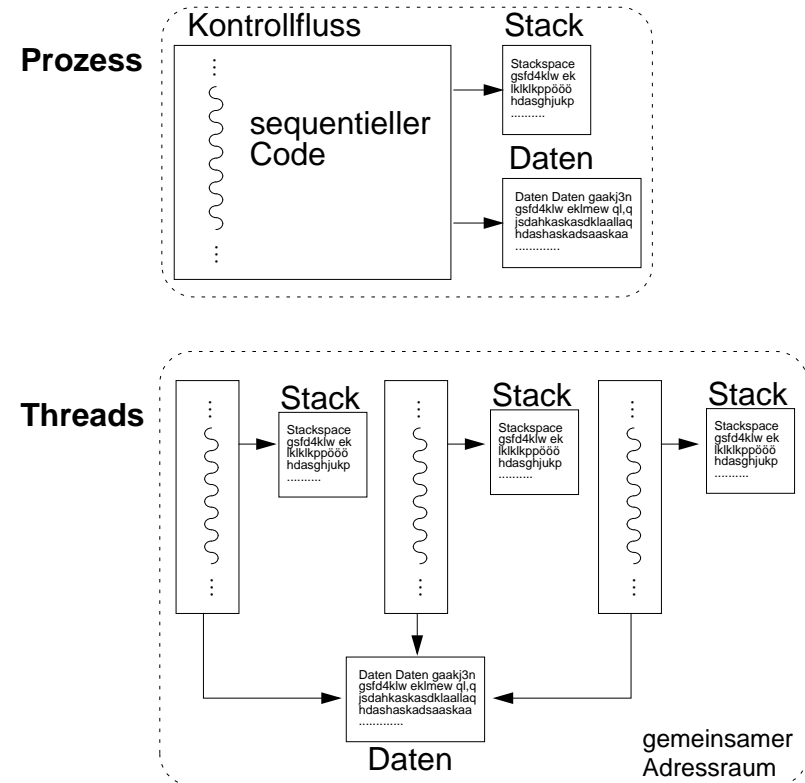 Kontrollfluss
Stack
Prozess
...
sequentieller
Code
...
Stackspace
gsfd4klw ek
lklklkppööö
hdasghjukp
..........
Daten
Daten Daten gaakj3n
gsfd4klw eklmew ql,q
jsdahkaskasdklaallaq
hdashaskadsaaskaa
.............
Threads
...
...
Stack
Stackspace
gsfd4klw ek
lklklkppööö
hdasghjukp
..........
...
...
Stack
Stackspace
gsfd4klw ek
lklklkppööö
hdasghjukp
..........
...
...
Stack
Stackspace
gsfd4klw ek
lklklkppööö
hdasghjukp
..........
Daten Daten gaakj3n
gsfd4klw eklmew ql,q
jsdahkaskasdklaallaq
hdashaskadsaaskaa
.............
Daten
gemeinsamer
Adressraum